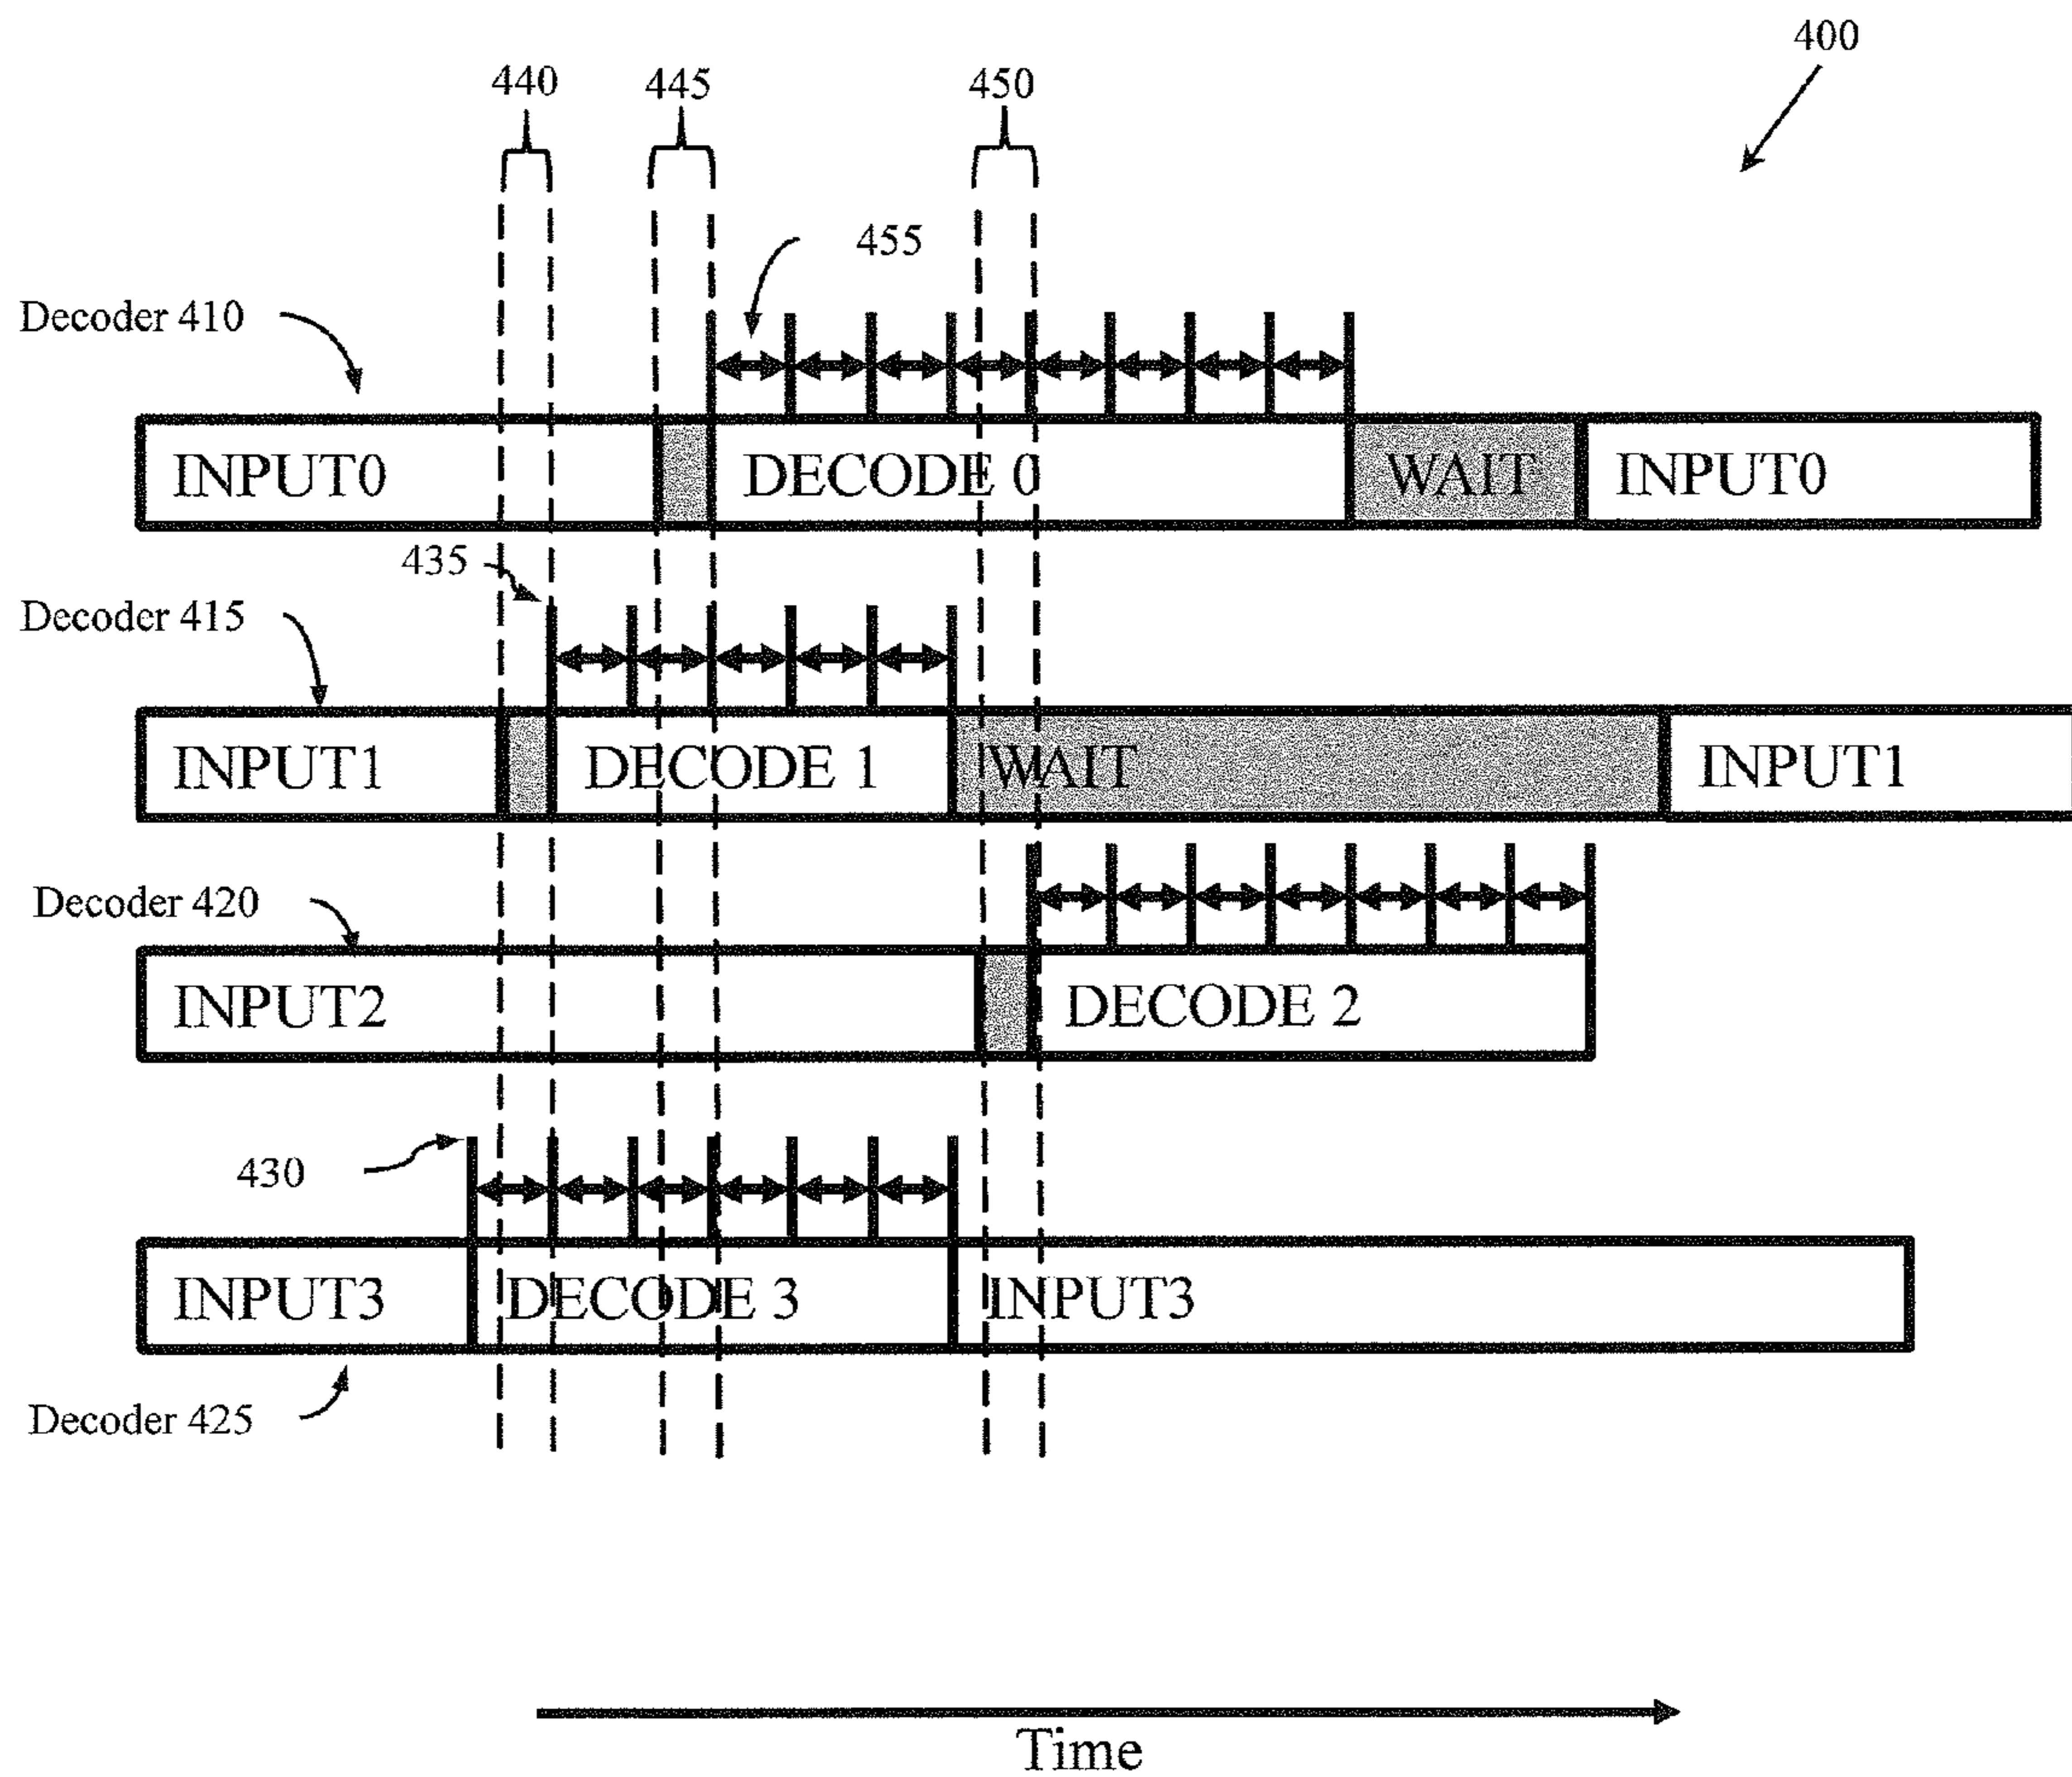 400
440
445
450
455
Decoder 410
INPUT0
DECODE 0
WAIT
INPUT0
435
Decoder 415
INPUT1
DECODE 1
WAIT
INPUT1
Decoder 420
INPUT2
DECODE 2
430
INPUT3
DECODE 3
INPUT3
Decoder 425
Time